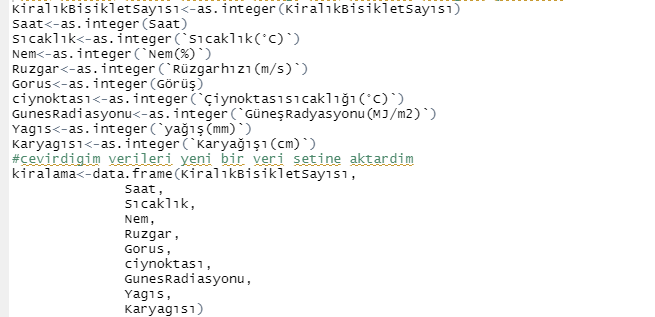 KiralıkBisikletSayısı<-as.integer(KiralıkBisikletSayısı)
Saat<-as.integer(Saat)
Sıcaklık<-as.integer(`Sıcaklık(°C)`)
Nem<-as.integer(`Nem(%)`)
Ruzgar<-as.integer(`Rüzgarhızı(m/s)`)
Gorus<-as.integer(Görüş)
ciynoktası<-as.integer(`Çiynoktasısıcaklığı(°C)`)
GunesRadiasyonu<-as.integer(`GüneşRadyasyonu(MJ/m2)`)
Yagıs<-as.integer(`yağış(mm)`)
Karyagısı<-as.integer(`Karyağışı(cm)`)
#cevirdigim verileri yeni bir veri setine aktardim
kiralama<-data.frame(KiralıkBisikletSayısı,
Saat,
Sıcaklık,
Nem,
Ruzgar,
Gorus,
ciynoktası,
GunesRadiasyonu,
Yagıs,
Karyagısı)